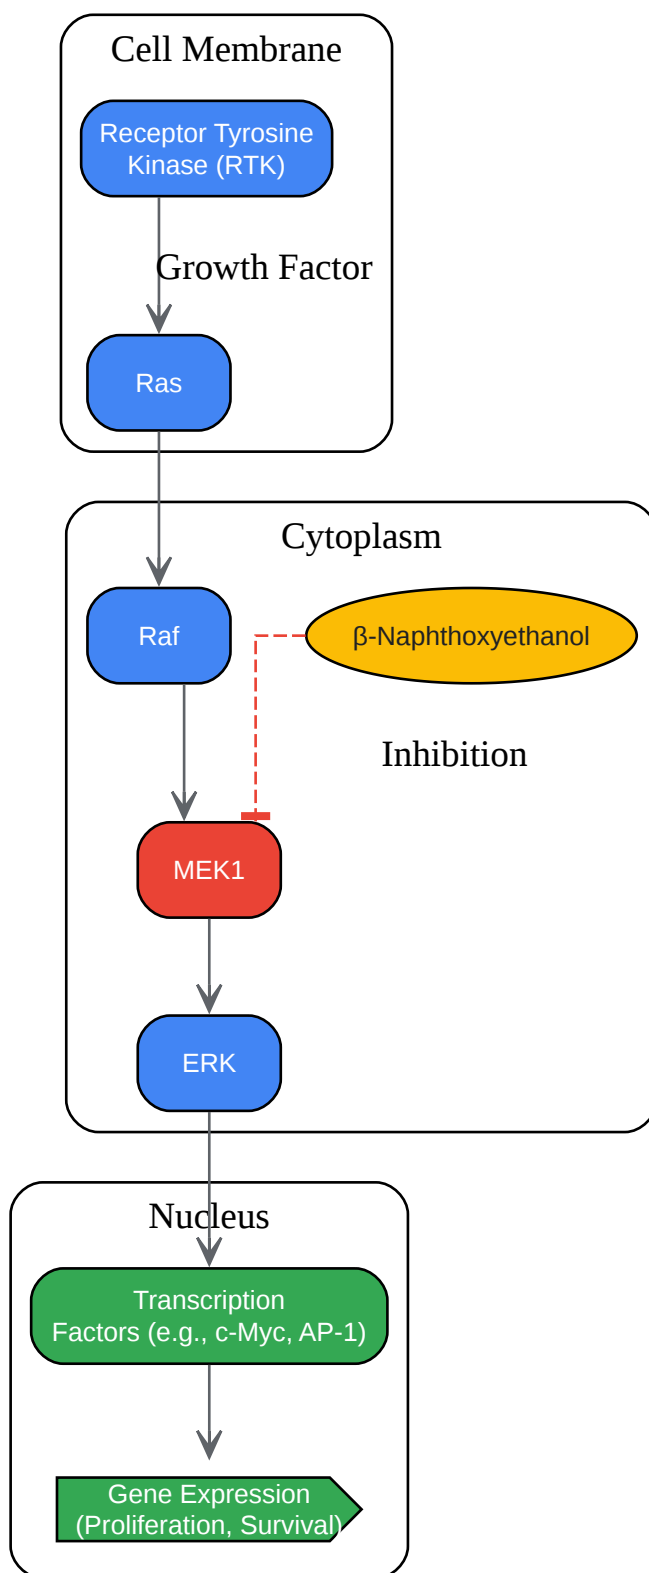 Cell Membrane
Receptor Tyrosine
Kinase (RTK)
Growth Factor
Ras
Cytoplasm
Raf
β-Naphthoxyethanol
Inhibition
MEK1
ERK
Nucleus
Transcription
Factors (e.g., c-Myc, AP-1)
Gene Expression
(Proliferation, Survival)